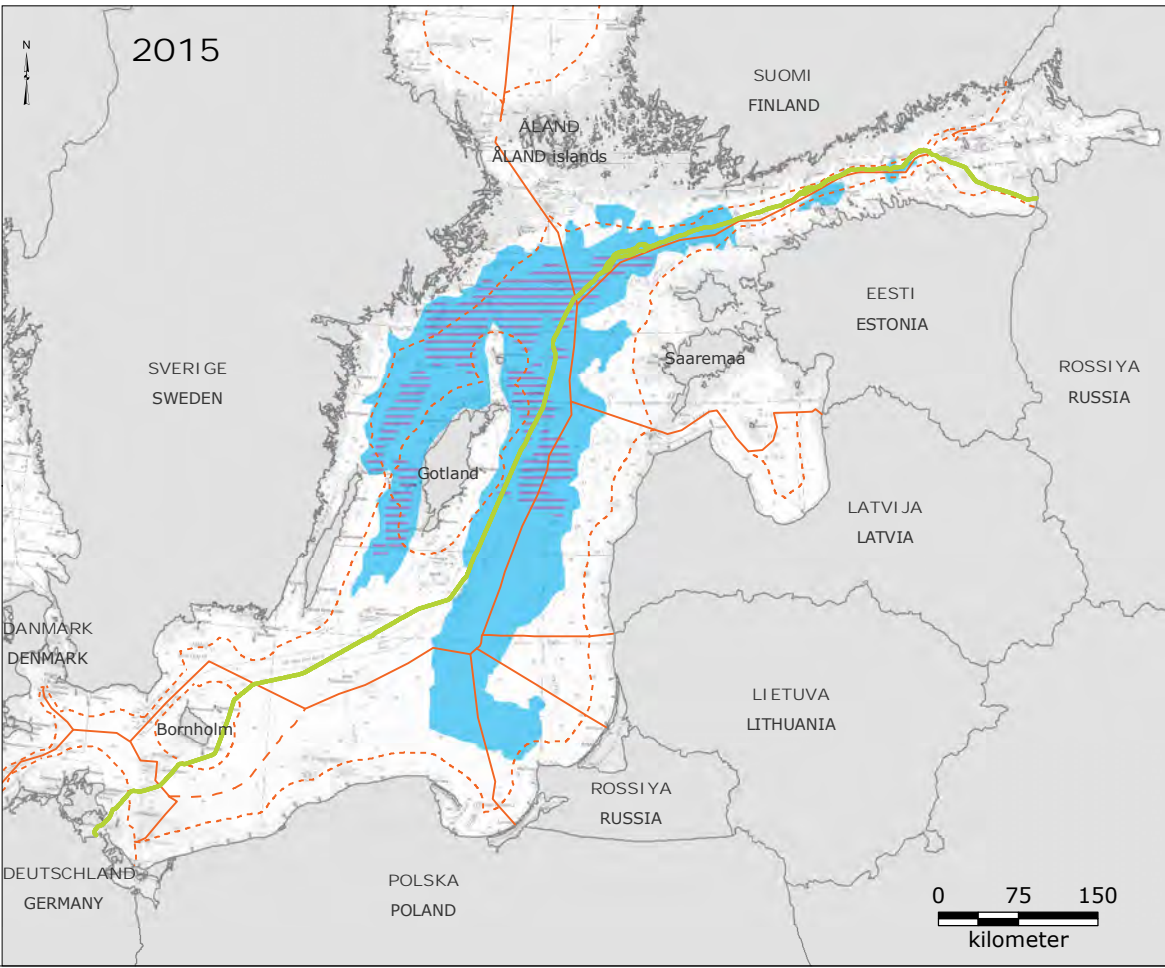 2015
N
SUOMI
FINLAND
ÅLAND
ÅLAND islands
EESTI
ESTONIA
SVERIGE
SWEDEN
Saaremaa
ROSSIYA
RUSSIA
Gotland
LATVIJA
LATVIA
DANMARK
DENMARK
LIETUVA
LITHUANIA
Bornholm
ROSSIYA
RUSSIA
DEUTSCHLAND
GERMANY
POLSKA
POLAND
0 75 150
kilometer